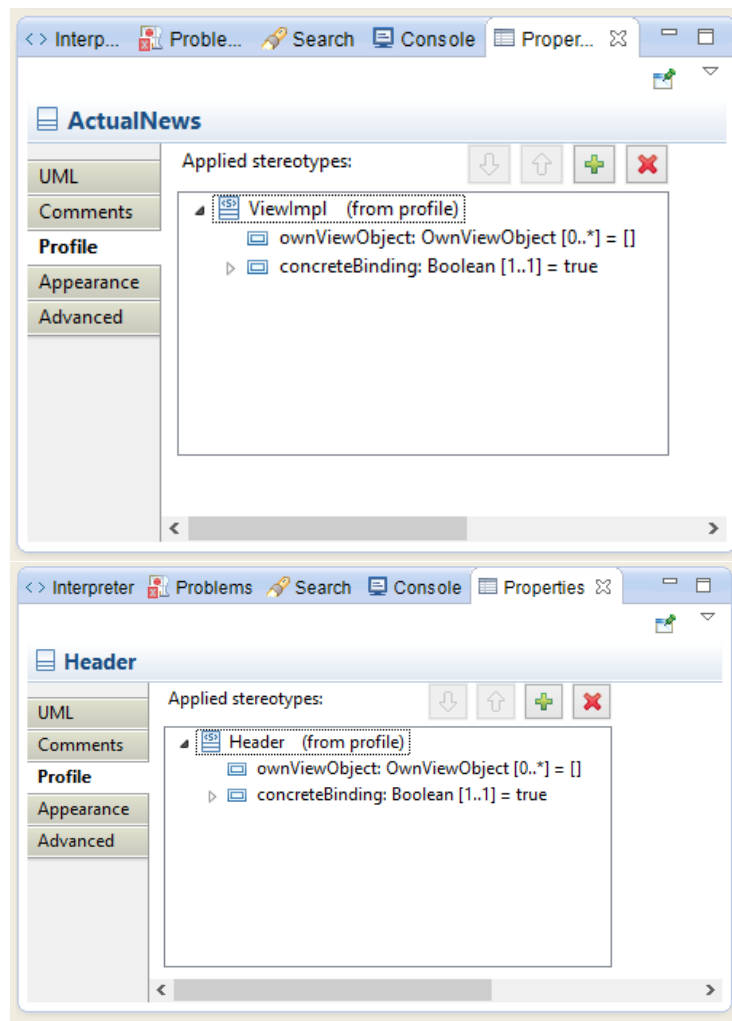 <> Interp... Proble... Search Console Proper...
ActualNews
Applied stereotypes:
UML
Comments
Profile
Appearance
Advanced
<S> ViewImpl (from profile)
ownViewObject: OwnViewObject [0..*] = []
concreteBinding: Boolean [1..1] = true
<> Interpreter Problems Search Console Properties
Header
Applied stereotypes:
UML
Comments
Profile
Appearance
Advanced
<S> Header (from profile)
ownViewObject: OwnViewObject [0..*] = []
concreteBinding: Boolean [1..1] = true